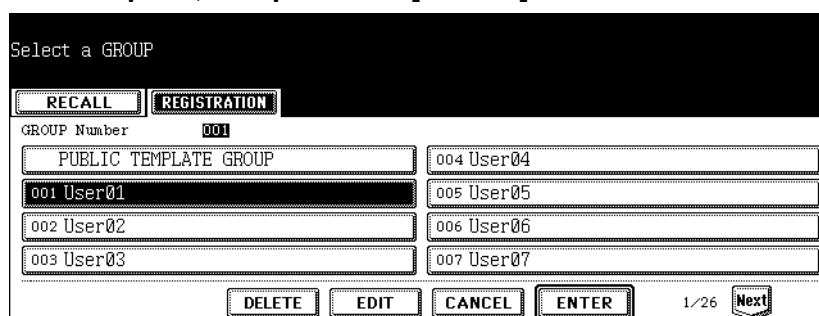 Select a GROUP
RECALL REGISTRATION
GROUP Number 001
PUBLIC TEMPLATE GROUP 004 User04
001 User01 005 User05
002 User02 006 User06
003 User03 007 User07
DELETE EDIT CANCEL ENTER 1/26 Next